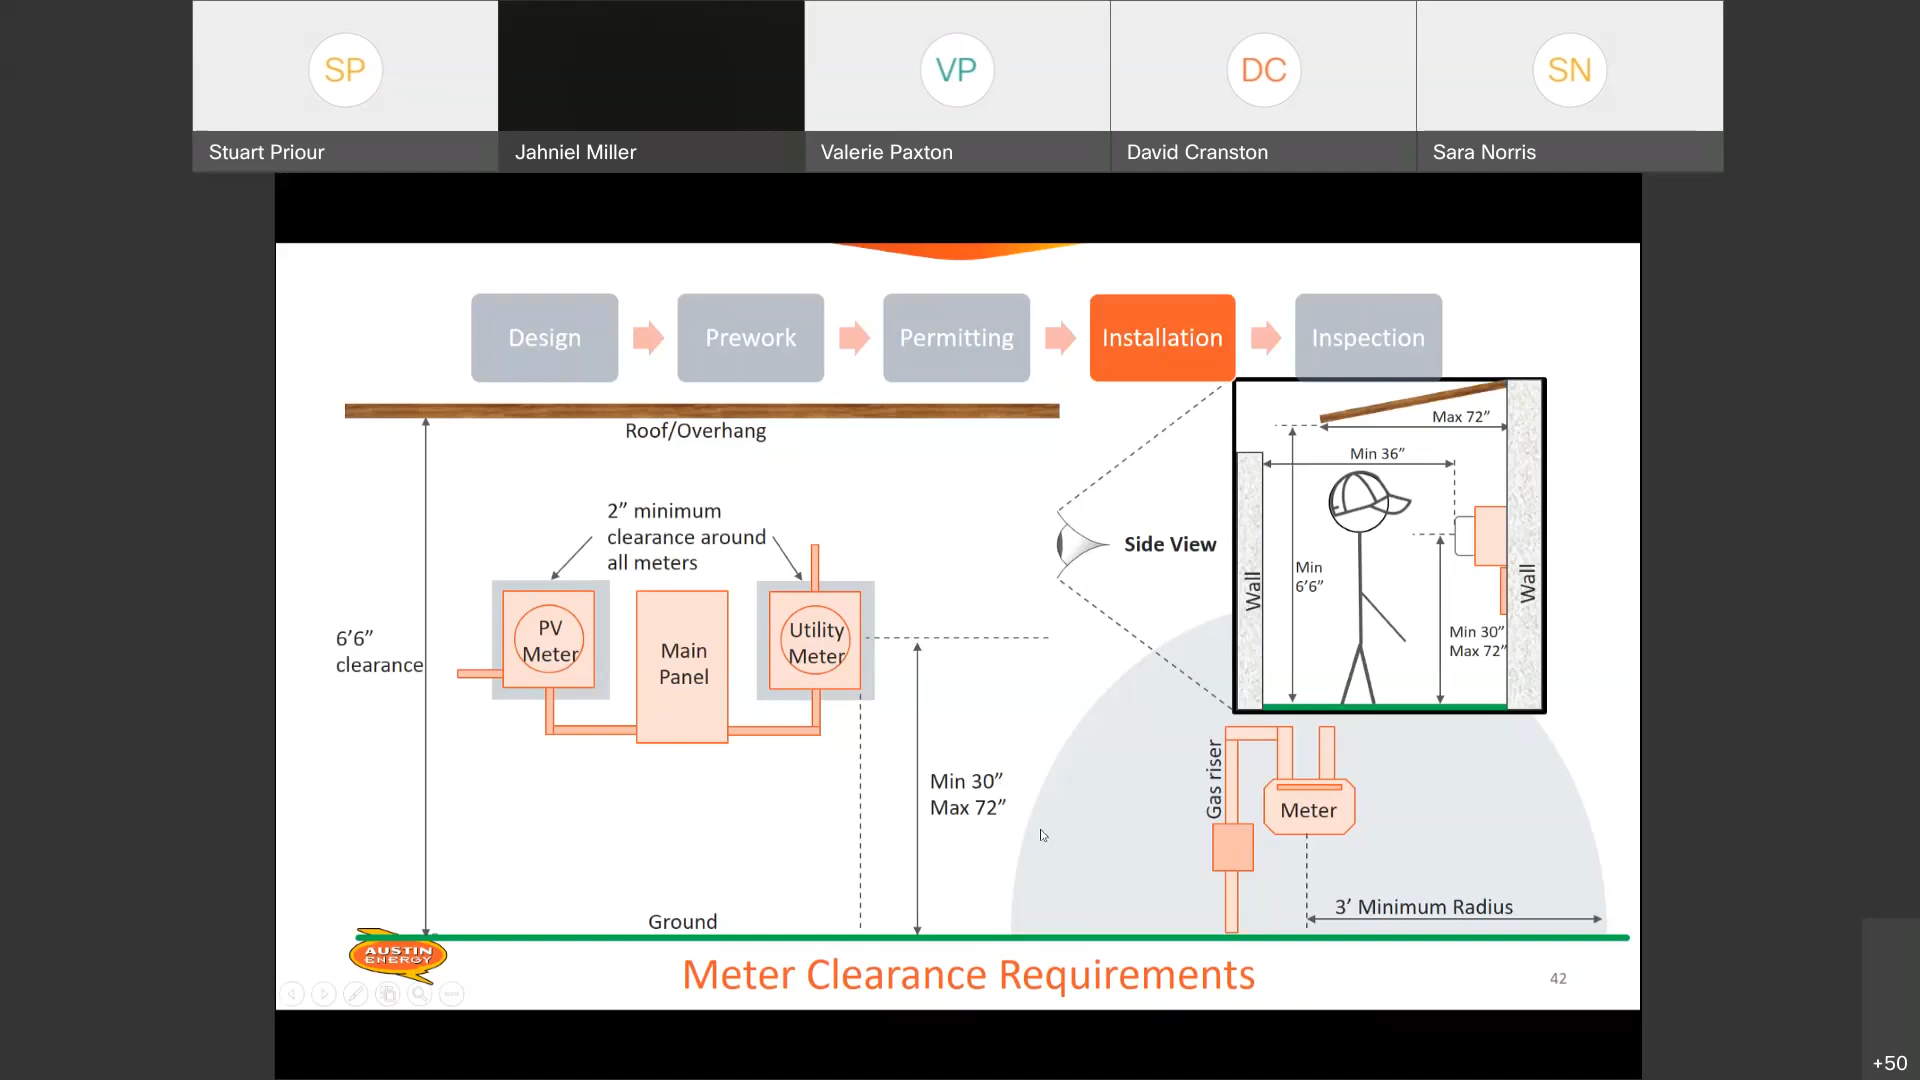 SP
VP
DC
SN
Stuart Priour
Jahniel Miller
Valerie Paxton
David Cranston
Sara Norris
Design
Prework
Permitting
Installation
Inspection
Roof/Overhang
2” minimum
clearance around
all meters
6’6”
clearance
PV
Meter
Main
Panel
Utility
Meter
Min 30”
Max 72”
Ground
Side View
Max 72”
Min 36”
Wall
Min
6’6”
Min 30”
Max 72”
Wall
Gas riser
Meter
3’ Minimum Radius
AUSTIN
ENERGY
Meter Clearance Requirements
42
+50